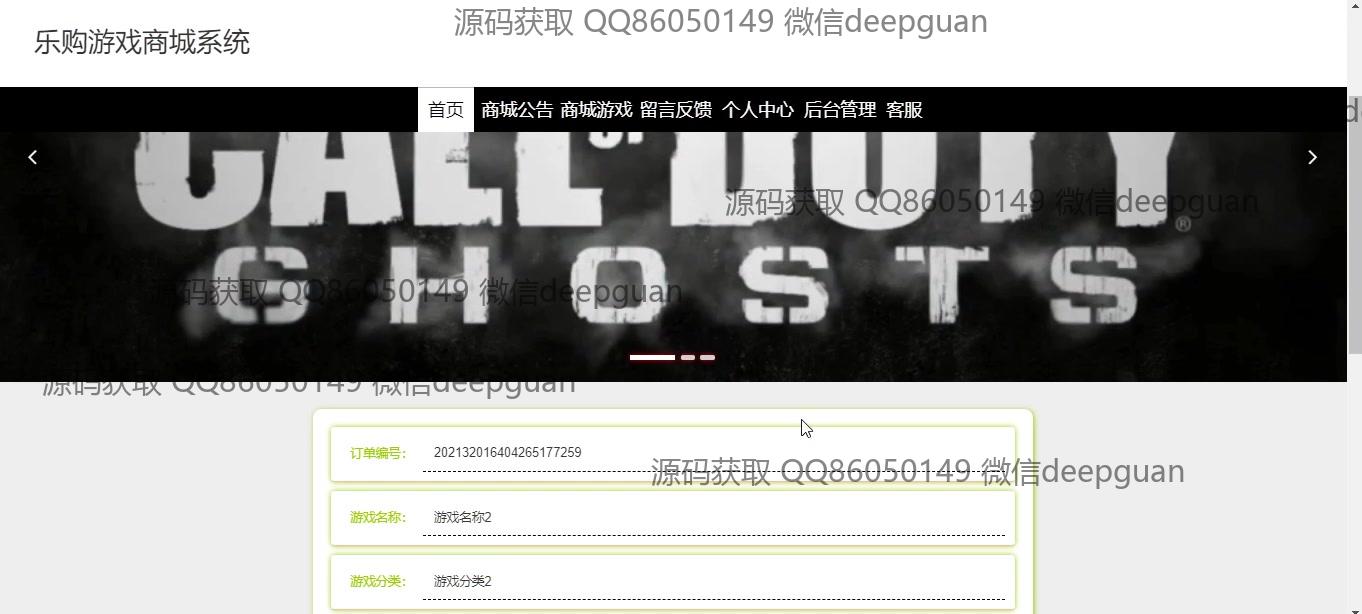 源码获取 QQ86050149 微信deepguan
乐购游戏商城系统
首页 商城公告 商城游戏 留言反馈 个人中心 后台管理 客服
CALL OF DUTY
源码获取 QQ86050149 微信deepguan
®
GHOSTS
源码获取 QQ86050149 微信deepguan
源码获取 QQ86050149 微信deepguan
订单编号: 202132016404265177259
源码获取 QQ86050149 微信deepguan
游戏名称: 游戏名称2
游戏分类: 游戏分类2